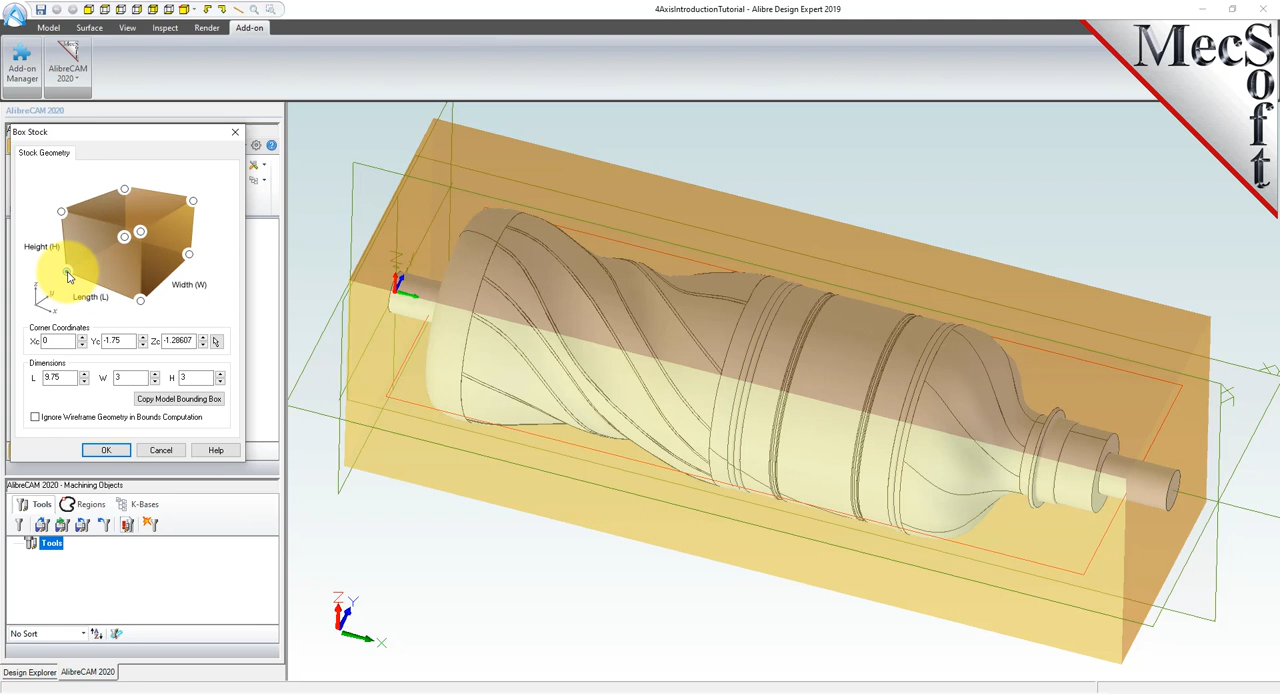 4AxisIntroductionTutorial - Alibre Design Expert 2019
Model Surface View Inspect Render Add-on
Add-on Manager
AlibreCAM 2020
MecSoft
AlibreCAM 2020
Box Stock
Stock Geometry
Height (H)
Width (W)
Length (L)
z
y
x
Corner Coordinates
Xc 0 Yc -1.75 Zc -1.28607
Dimensions
L 9.75 W 3 H 3
Copy Model Bounding Box
Ignore Wireframe Geometry in Bounds Computation
OK Cancel Help
AlibreCAM 2020 - Machining Objects
Tools Regions K-Bases
Tools
No Sort
Design Explorer AlibreCAM 2020
Z
Y
X